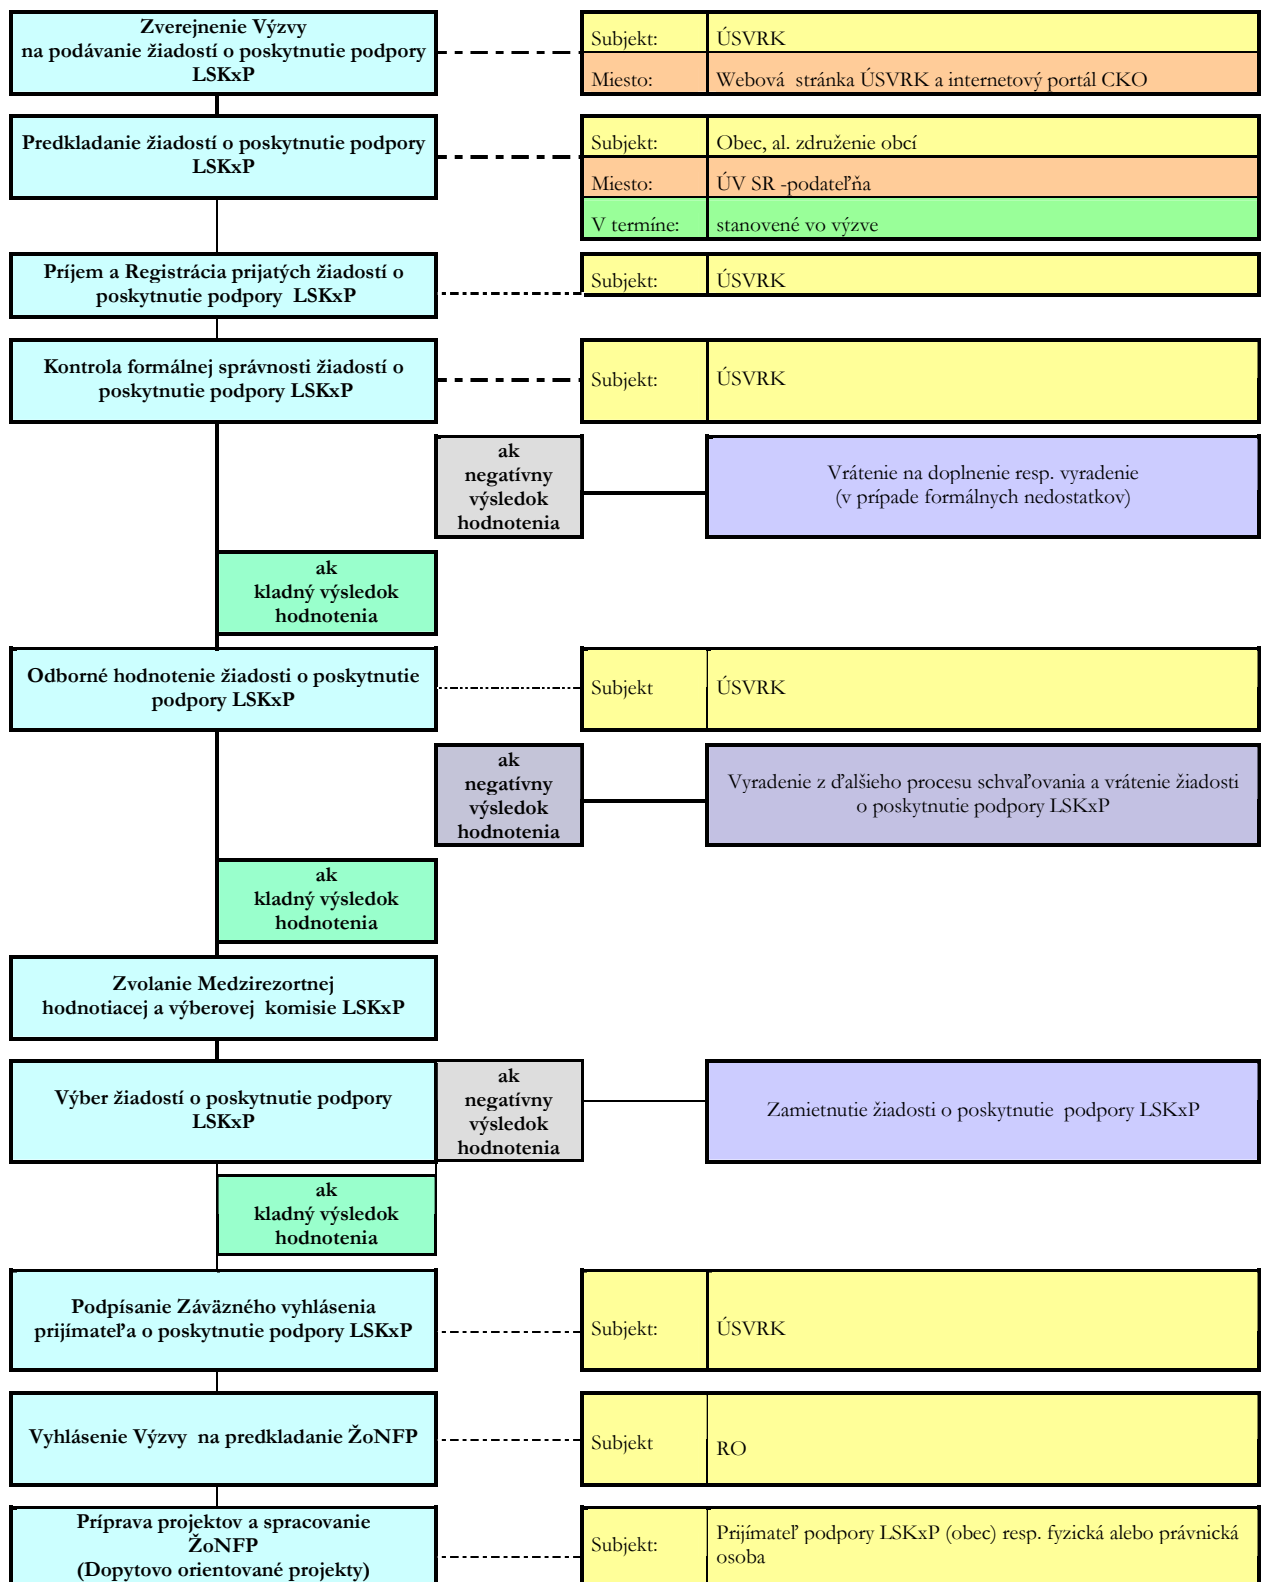 Zverejnenie Výzvy
na podávanie žiadostí o poskytnutie podpory
LSKxP
Subjekt: ÚSVRK
Miesto: Webová stránka ÚSVRK a internetový portál CKO
Predkladanie žiadostí o poskytnutie podpory
LSKxP
Subjekt: Obec, al. združenie obcí
Miesto: ÚV SR -podateľňa
V termíne: stanovené vo výzve
Príjem a Registrácia prijatých žiadostí o
poskytnutie podpory LSKxP
Subjekt: ÚSVRK
Kontrola formálnej správnosti žiadostí o
poskytnutie podpory LSKxP
Subjekt: ÚSVRK
ak
negatívny
výsledok
hodnotenia
Vrátenie na doplnenie resp. vyradenie
(v prípade formálnych nedostatkov)
ak
kladný výsledok
hodnotenia
Odborné hodnotenie žiadosti o poskytnutie
podpory LSKxP
Subjekt ÚSVRK
ak
negatívny
výsledok
hodnotenia
Vyradenie z ďalšieho procesu schvaľovania a vrátenie žiadosti
o poskytnutie podpory LSKxP
ak
kladný výsledok
hodnotenia
Zvolanie Medzirezortnej
hodnotiacej a výberovej komisie LSKxP
Výber žiadostí o poskytnutie podpory
LSKxP
ak
negatívny
výsledok
hodnotenia
Zamietnutie žiadosti o poskytnutie podpory LSKxP
ak
kladný výsledok
hodnotenia
Podpísanie Záväzného vyhlásenia
prijímateľa o poskytnutie podpory LSKxP
Subjekt: ÚSVRK
Vyhlásenie Výzvy na predkladanie ŽoNFP
Subjekt RO
Príprava projektov a spracovanie
ŽoNFP
(Dopytovo orientované projekty)
Subjekt: Prijímateľ podpory LSKxP (obec) resp. fyzická alebo právnická
osoba